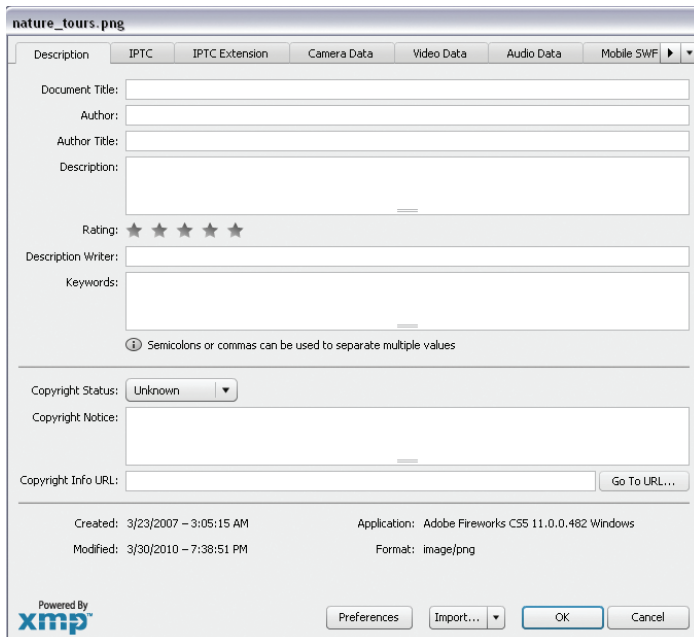 nature_tours.png
Description IPTC IPTC Extension Camera Data Video Data Audio Data Mobile SWF
Document Title:
Author:
Author Title:
Description:
Rating:
Description Writer:
Keywords:
Semicolons or commas can be used to separate multiple values
Copyright Status: Unknown
Copyright Notice:
Copyright Info URL: Go To URL...
Created: 3/23/2007 – 3:05:15 AM Application: Adobe Fireworks CS5 11.0.0.482 Windows
Modified: 3/30/2010 – 7:38:51 PM Format: image/png
Powered By
xmp™ Preferences Import... OK Cancel